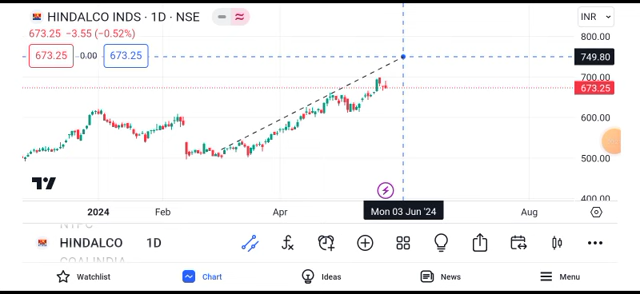 HINDALCO INDS · 1D · NSE
INR
673.25 −3.55 (−0.52%)
800.00
673.25 0.00 673.25
749.80
700.00
673.25
600.00
500.00
400.00
2024 Feb Apr Mon 03 Jun '24 Aug
HINDALCO 1D
Watchlist Chart Ideas News Menu